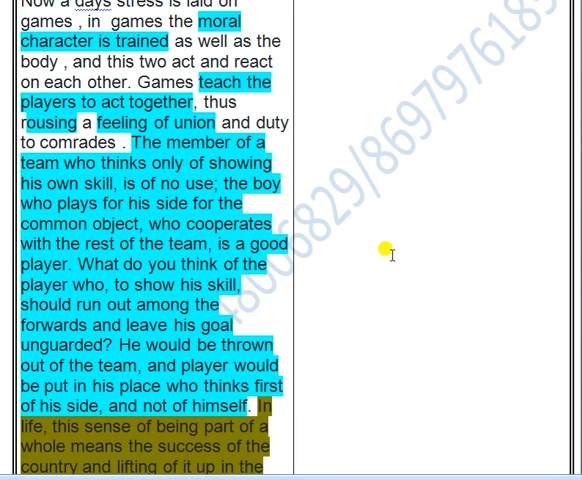 Now a days stress is laid on
games , in  games the moral
character is trained as well as the
body , and this two act and react
on each other. Games teach the
players to act together, thus
rousing a feeling of union and duty
to comrades . The member of a
team who thinks only of showing
his own skill, is of no use; the boy
who plays for his side for the
common object, who cooperates
with the rest of the team, is a good
player. What do you think of the
player who, to show his skill,
should run out among the
forwards and leave his goal
unguarded? He would be thrown
out of the team, and player would
be put in his place who thinks first
of his side, and not of himself. In
life, this sense of being part of a
whole means the success of the
country and lifting of it up in the